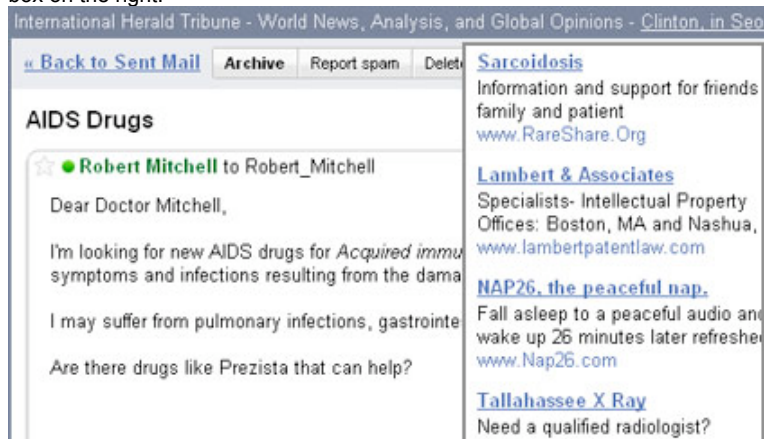 box on the right.
International Herald Tribune - World News, Analysis, and Global Opinions - Clinton, in Seo
« Back to Sent Mail Archive Report spam Delete
AIDS Drugs
Robert Mitchell to Robert_Mitchell
Dear Doctor Mitchell,
I'm looking for new AIDS drugs for Acquired immu
symptoms and infections resulting from the dama
I may suffer from pulmonary infections, gastrointe
Are there drugs like Prezista that can help?
Sarcoidosis
Information and support for friends
family and patient
www.RareShare.Org
Lambert & Associates
Specialists- Intellectual Property
Offices: Boston, MA and Nashua,
www.lambertpatentlaw.com
NAP26, the peaceful nap.
Fall asleep to a peaceful audio and
wake up 26 minutes later refreshe
www.Nap26.com
Tallahassee X Ray
Need a qualified radiologist?